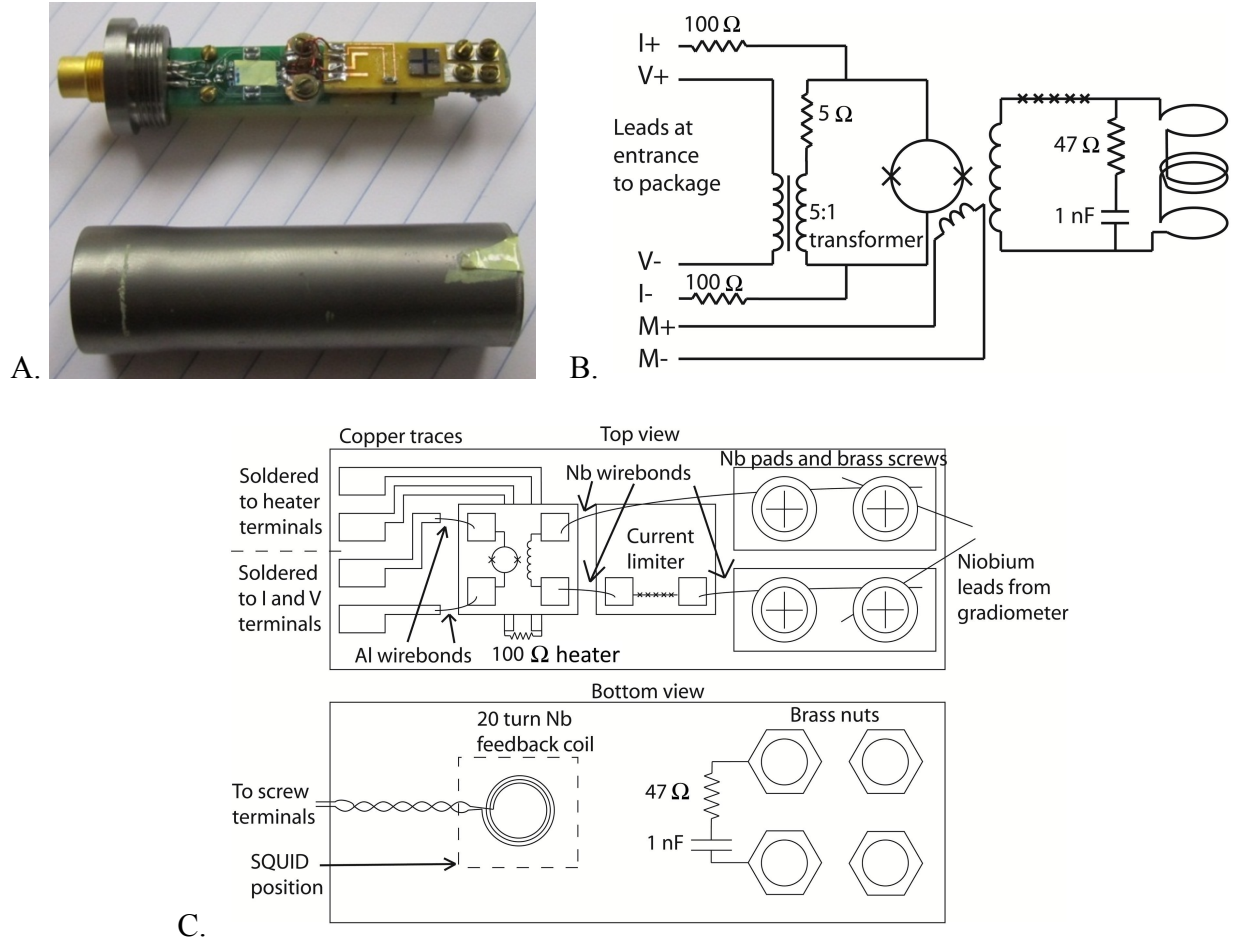 A.
B.
I+
100 Ω
V+
Leads at
entrance
to package
5 Ω
5:1
transformer
V-
I-
100 Ω
M+
M-
47 Ω
1 nF
C.
Copper traces
Top view
Soldered
to heater
terminals
Soldered
to I and V
terminals
Nb wirebonds
Nb pads and brass screws
Current
limiter
Niobium
leads from
gradiometer
Al wirebonds
100 Ω heater
Bottom view
20 turn Nb
feedback coil
Brass nuts
To screw
terminals
47 Ω
1 nF
SQUID
position